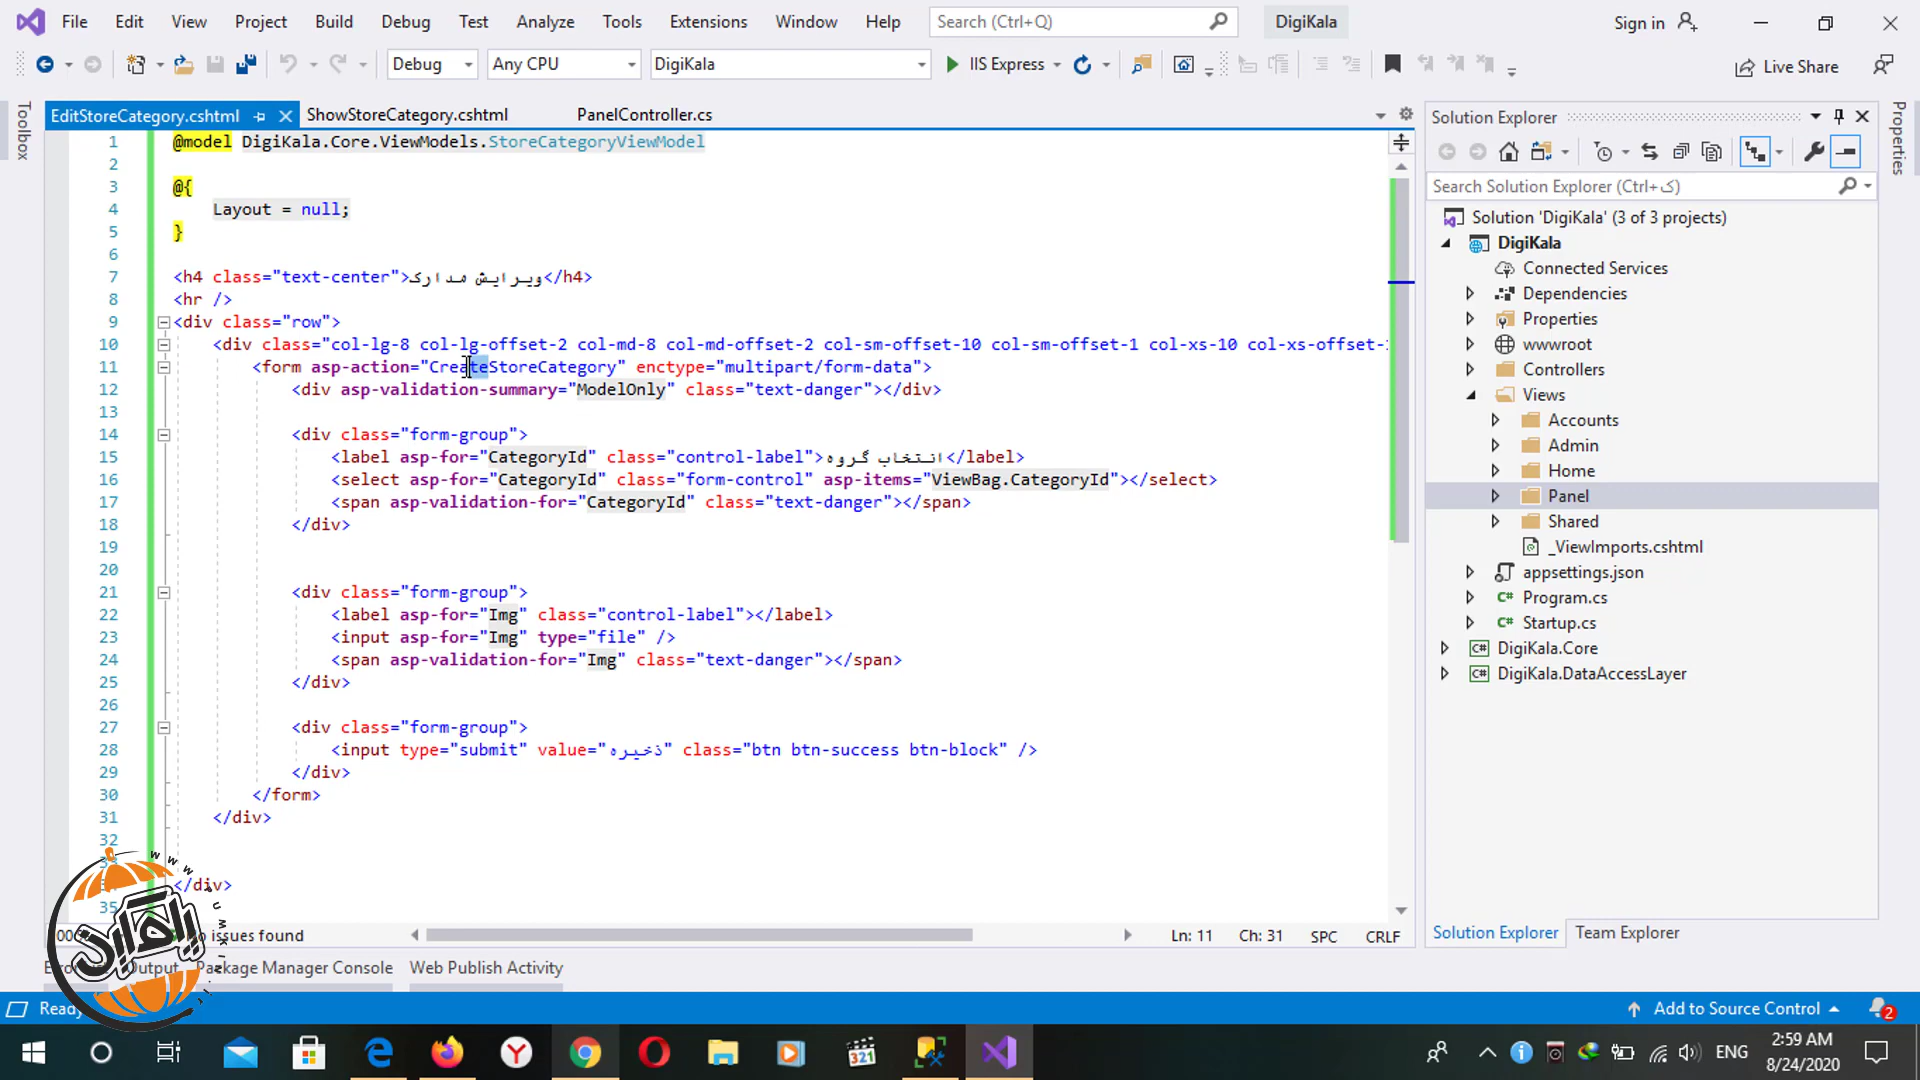 File Edit View Project Build Debug Test Analyze Tools Extensions Window Help Search (Ctrl+Q) DigiKala Sign in
Debug Any CPU DigiKala IIS Express Live Share
Toolbox
EditStoreCategory.cshtml ShowStoreCategory.cshtml PanelController.cs
1 @model DigiKala.Core.ViewModels.StoreCategoryViewModel
2
3 @{
4 Layout = null;
5 }
6
7 <h4 class="text-center">ویرایش مدارک</h4>
8 <hr />
9 <div class="row">
10 <div class="col-lg-8 col-lg-offset-2 col-md-8 col-md-offset-2 col-sm-offset-10 col-sm-offset-1 col-xs-10 col-xs-offset-1
11 <form asp-action="CreateStoreCategory" enctype="multipart/form-data">
12 <div asp-validation-summary="ModelOnly" class="text-danger"></div>
13
14 <div class="form-group">
15 <label asp-for="CategoryId" class="control-label">انتخاب گروه</label>
16 <select asp-for="CategoryId" class="form-control" asp-items="ViewBag.CategoryId"></select>
17 <span asp-validation-for="CategoryId" class="text-danger"></span>
18 </div>
19
20
21 <div class="form-group">
22 <label asp-for="Img" class="control-label"></label>
23 <input asp-for="Img" type="file" />
24 <span asp-validation-for="Img" class="text-danger"></span>
25 </div>
26
27 <div class="form-group">
28 <input type="submit" value="ذخیره" class="btn btn-success btn-block" />
29 </div>
30 </form>
31 </div>
32
</div>
35
No issues found Ln: 11 Ch: 31 SPC CRLF
Output Package Manager Console Web Publish Activity
Solution Explorer
Search Solution Explorer (Ctrl+ک)
Solution 'DigiKala' (3 of 3 projects)
DigiKala
Connected Services
Dependencies
Properties
wwwroot
Controllers
Views
Accounts
Admin
Home
Panel
Shared
_ViewImports.cshtml
appsettings.json
C# Program.cs
C# Startup.cs
C# DigiKala.Core
C# DigiKala.DataAccessLayer
Solution Explorer Team Explorer
Properties
Ready Add to Source Control 2
321 ENG 2:59 AM
8/24/2020